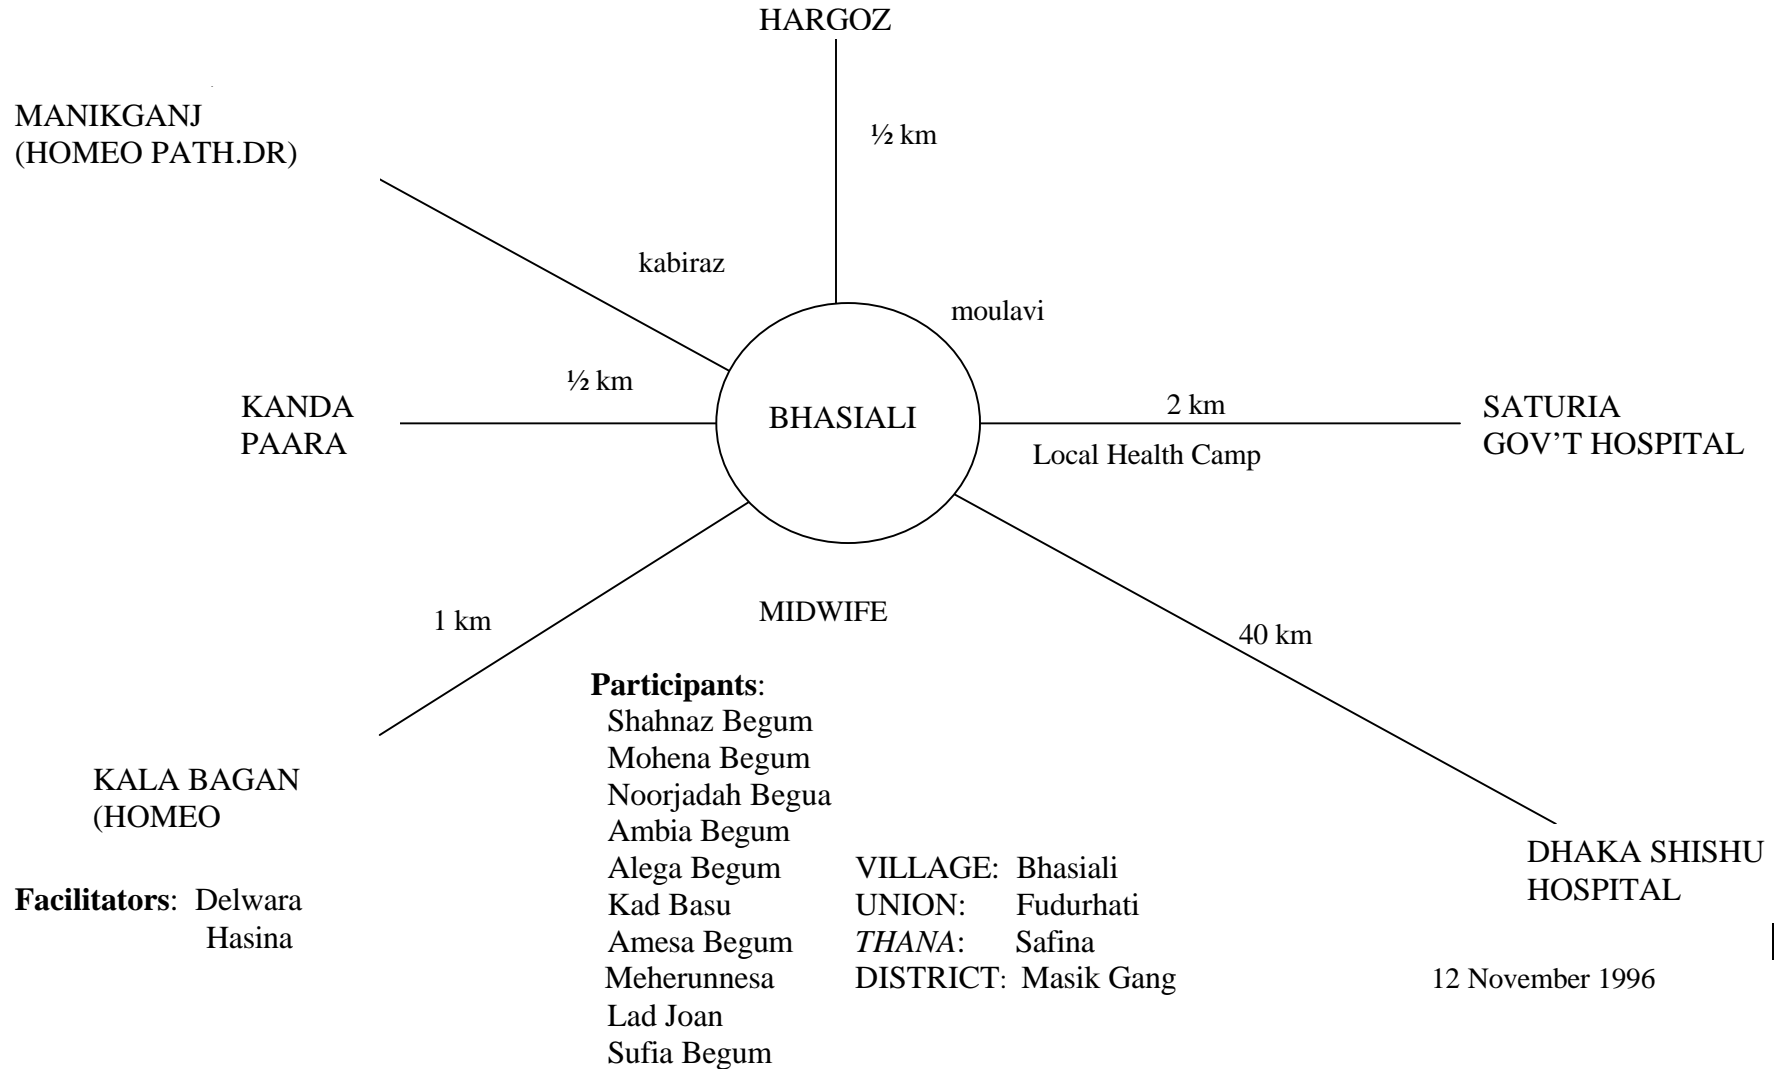 HARGOZ
MANIKGANJ
(HOMEO PATH.DR)
½ km
kabiraz
moulavi
½ km
KANDA
PAARA
BHASIALI
2 km
Local Health Camp
SATURIA
GOV’T HOSPITAL
1 km
MIDWIFE
40 km
KALA BAGAN
(HOMEO
DHAKA SHISHU
HOSPITAL
Facilitators: Delwara
Hasina
Participants:
Shahnaz Begum
Mohena Begum
Noorjadah Begua
Ambia Begum
Alega Begum
Kad Basu
Amesa Begum
Meherunnesa
Lad Joan
Sufia Begum
VILLAGE: Bhasiali
UNION: Fudurhati
THANA: Safina
DISTRICT: Masik Gang
12 November 1996